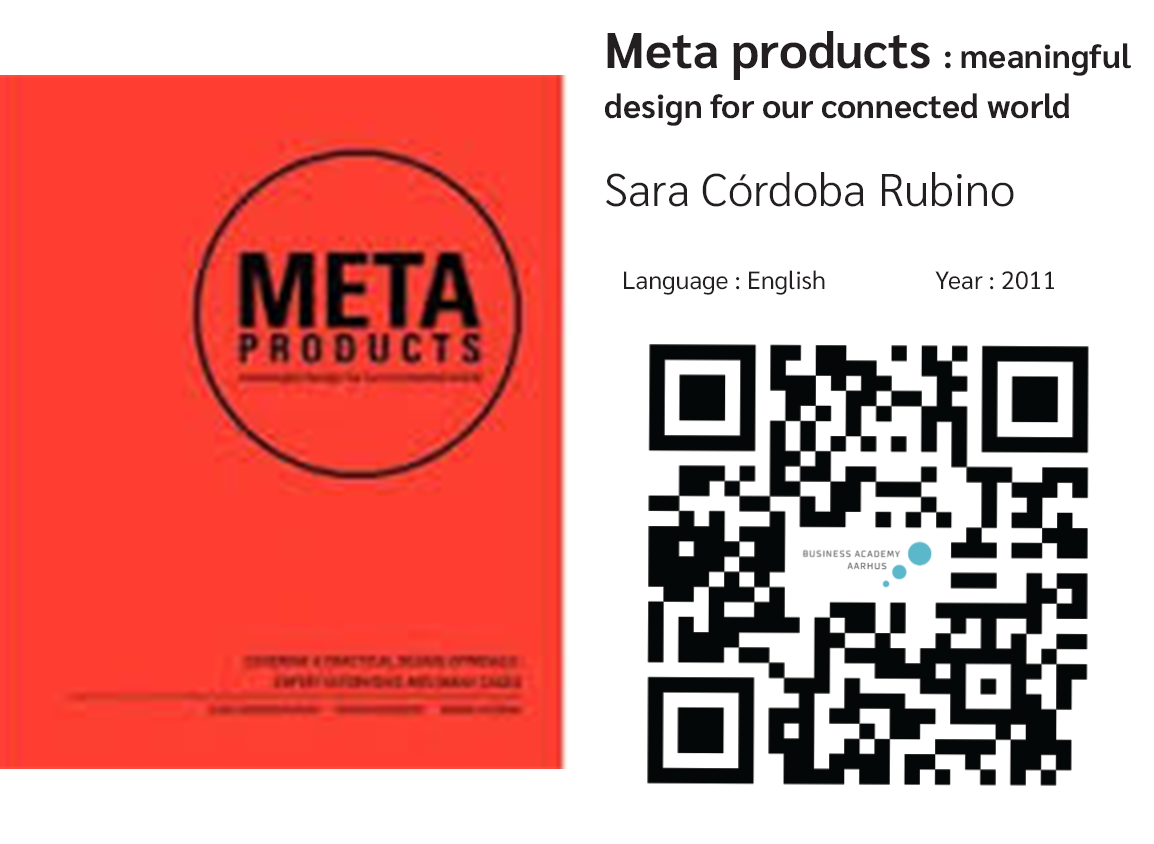 META
PRODUCTS
Meta products : meaningful
design for our connected world
Sara Córdoba Rubino
Language : English Year : 2011
BUSINESS ACADEMY
AARHUS